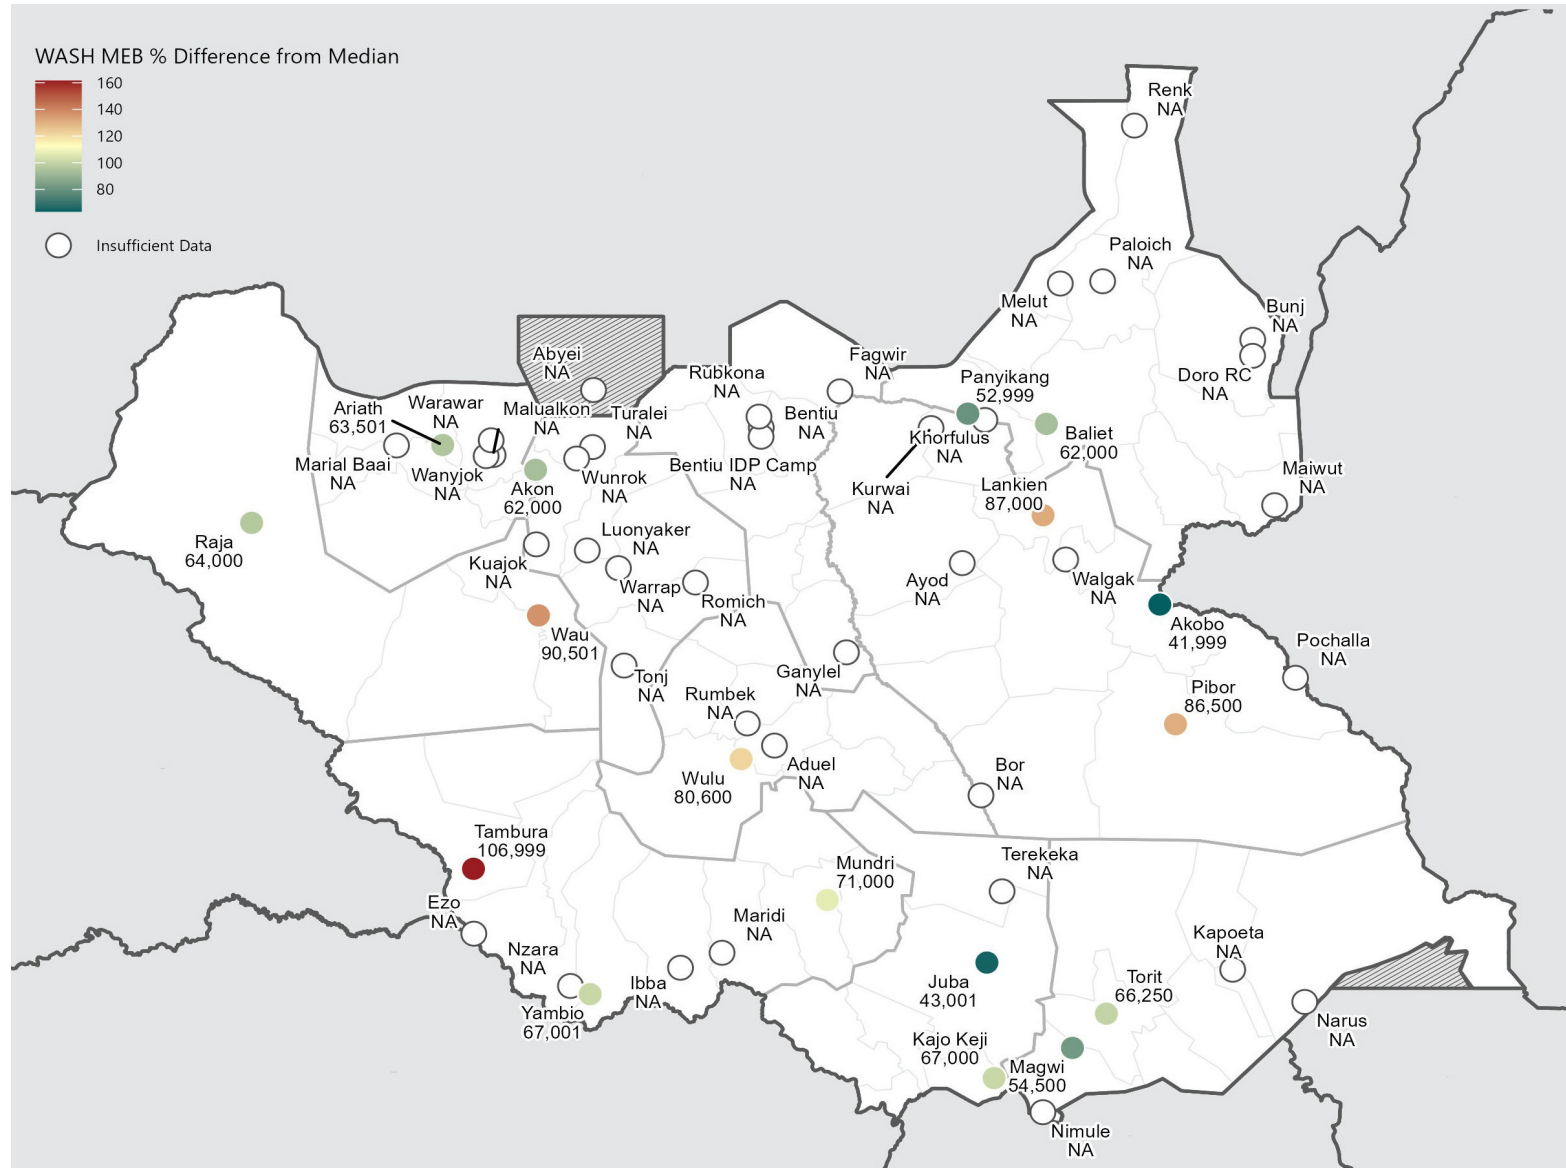 WASH MEB % Difference from Median
160
140
120
100
80
Insufficient Data
Renk
NA
Paloich
NA
Melut
NA
Bunj
NA
Doro RC
NA
Abyei
NA
Rubkona
NA
Fagwir
NA
Panyikang
52,999
Ariath
63,501
Warawar
NA
Malualkon
NA
Turalei
NA
Bentiu
NA
Khorfulus
NA
Baliet
62,000
Marial Baai
NA
Wanyjok
NA
Akon
62,000
Wunrok
NA
Bentiu IDP Camp
NA
Kurwai
NA
Lankien
87,000
Maiwut
NA
Raja
64,000
Kuajok
NA
Luonyaker
NA
Warrap
NA
Romich
NA
Ayod
NA
Walgak
NA
Akobo
41,999
Wau
90,501
Tonj
NA
Ganylel
NA
Pochalla
NA
Rumbek
NA
Pibor
86,500
Wulu
80,600
Aduel
NA
Bor
NA
Tambura
106,999
Mundri
71,000
Terekeka
NA
Ezo
NA
Maridi
NA
Kapoeta
NA
Nzara
NA
Ibba
NA
Juba
43,001
Torit
66,250
Yambio
67,001
Narus
NA
Kajo Keji
67,000
Magwi
54,500
Nimule
NA